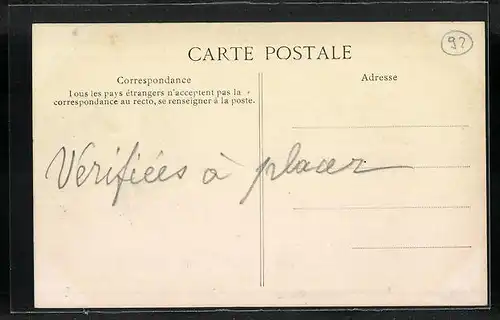 92
CARTE POSTALE
Correspondance
Tous les pays étrangers n'acceptent pas la
correspondance au recto, se renseigner à la poste.
Adresse
Vérifiées à placer